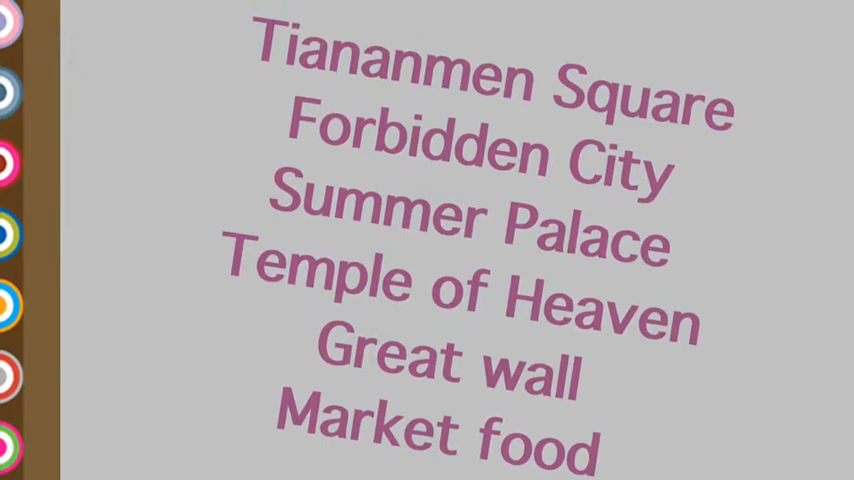 Tiananmen Square
Forbidden City
Summer Palace
Temple of Heaven
Great wall
Market food